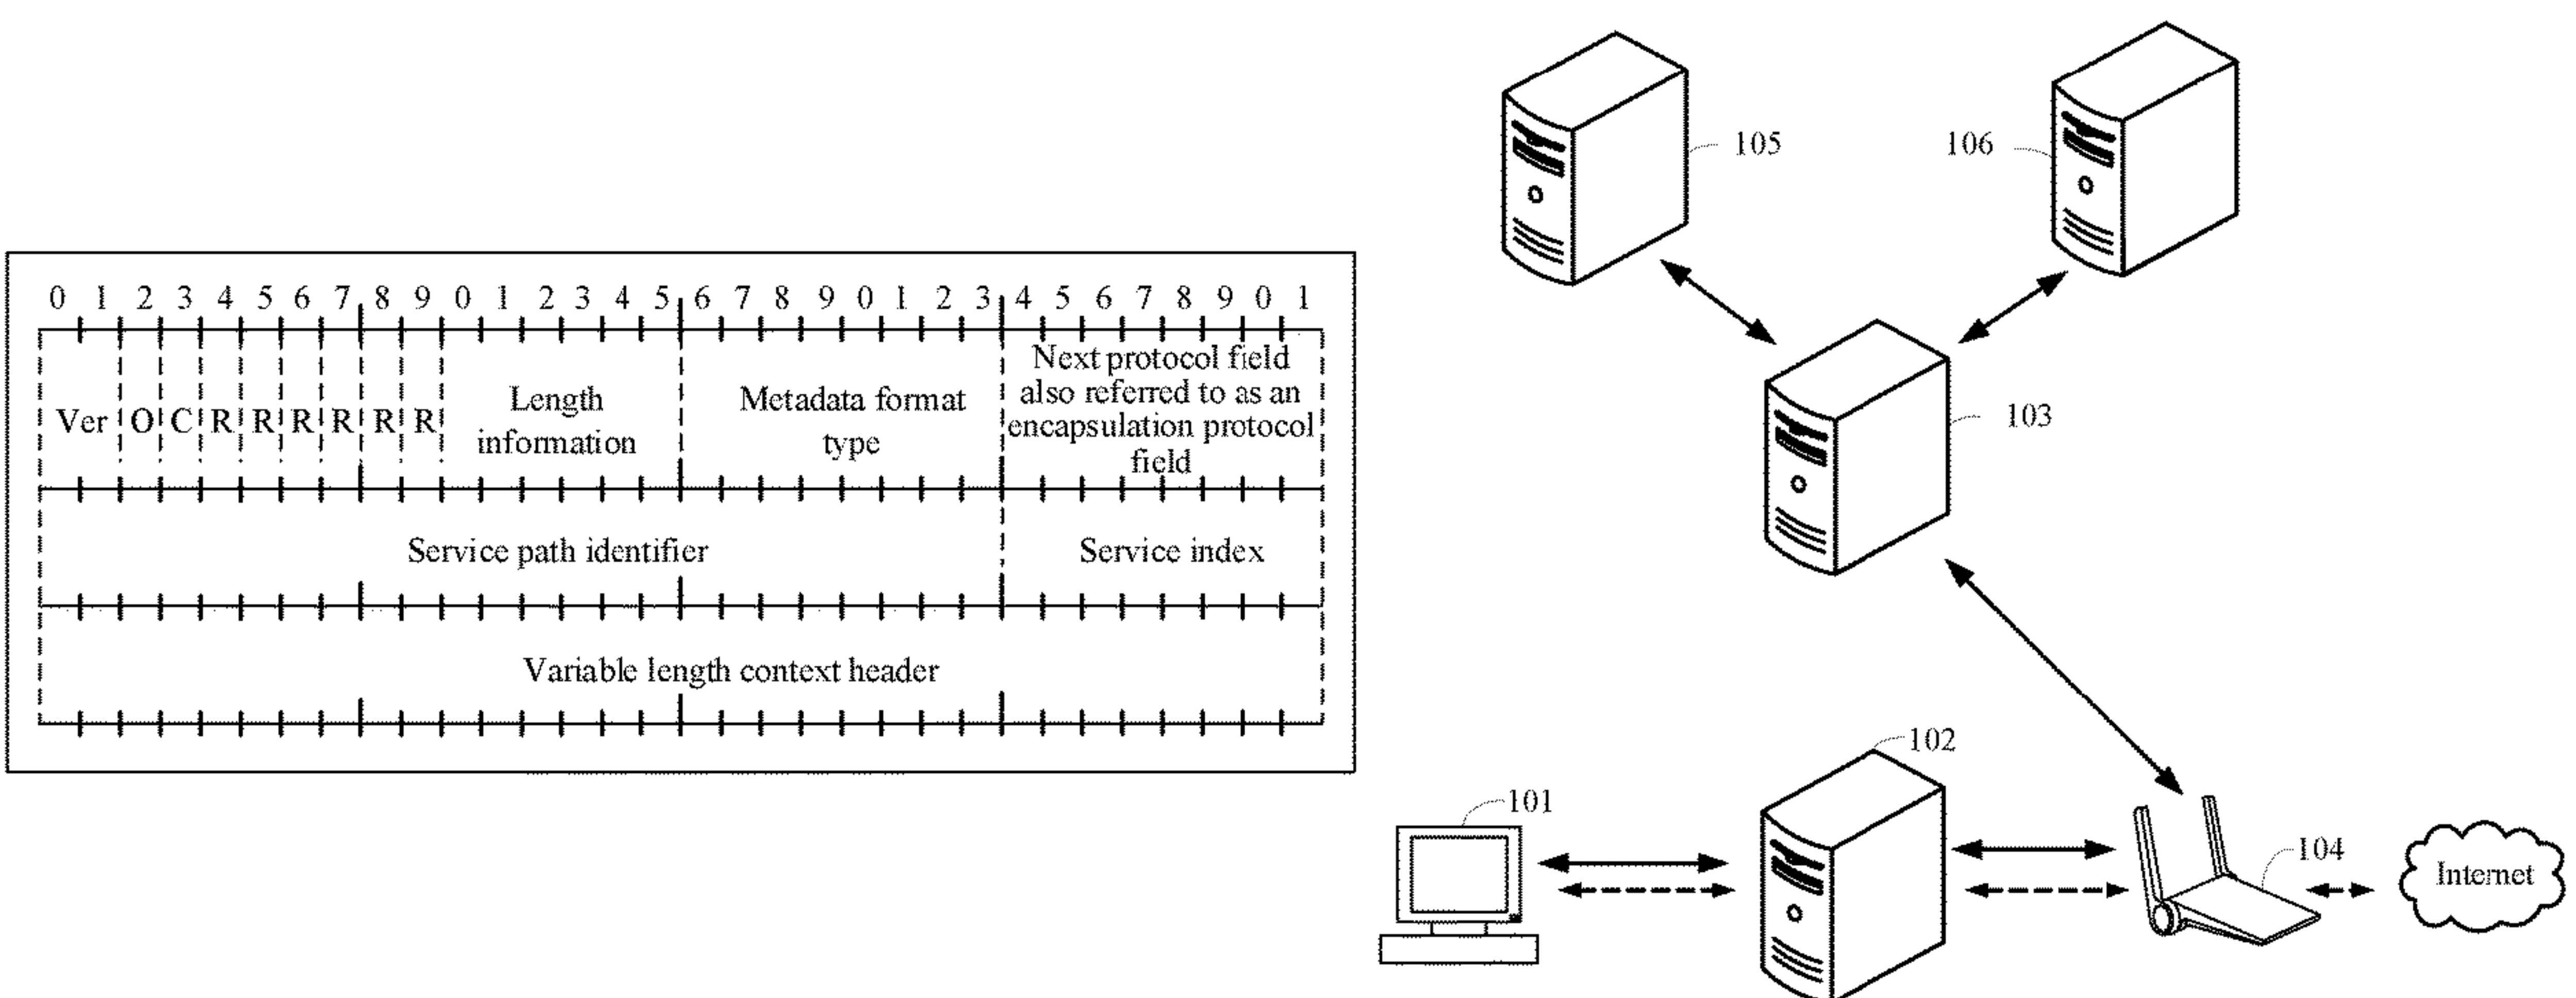 0 1 2 3 4 5 6 7 8 9 0 1 2 3 4 5 6 7 8 9 0 1 2 3 4 5 6 7 8 9 0 1
Ver O C R R R R R R
Length
information
Metadata format
type
Next protocol field
also referred to as an
encapsulation protocol
field
Service path identifier
Service index
Variable length context header
105
106
103
102
101
104
Internet